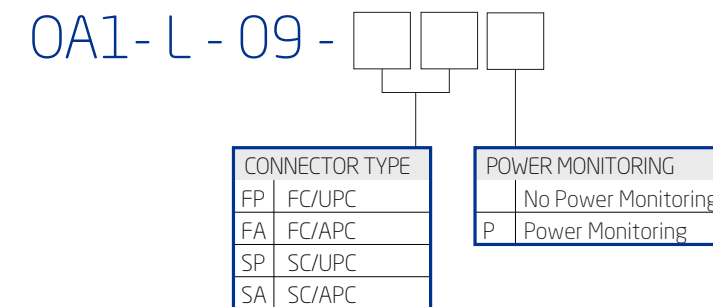 OA1- L - 09 -
CONNECTOR TYPE
FP FC/UPC
FA FC/APC
SP SC/UPC
SA SC/APC
POWER MONITORING
No Power Monitoring
P Power Monitoring